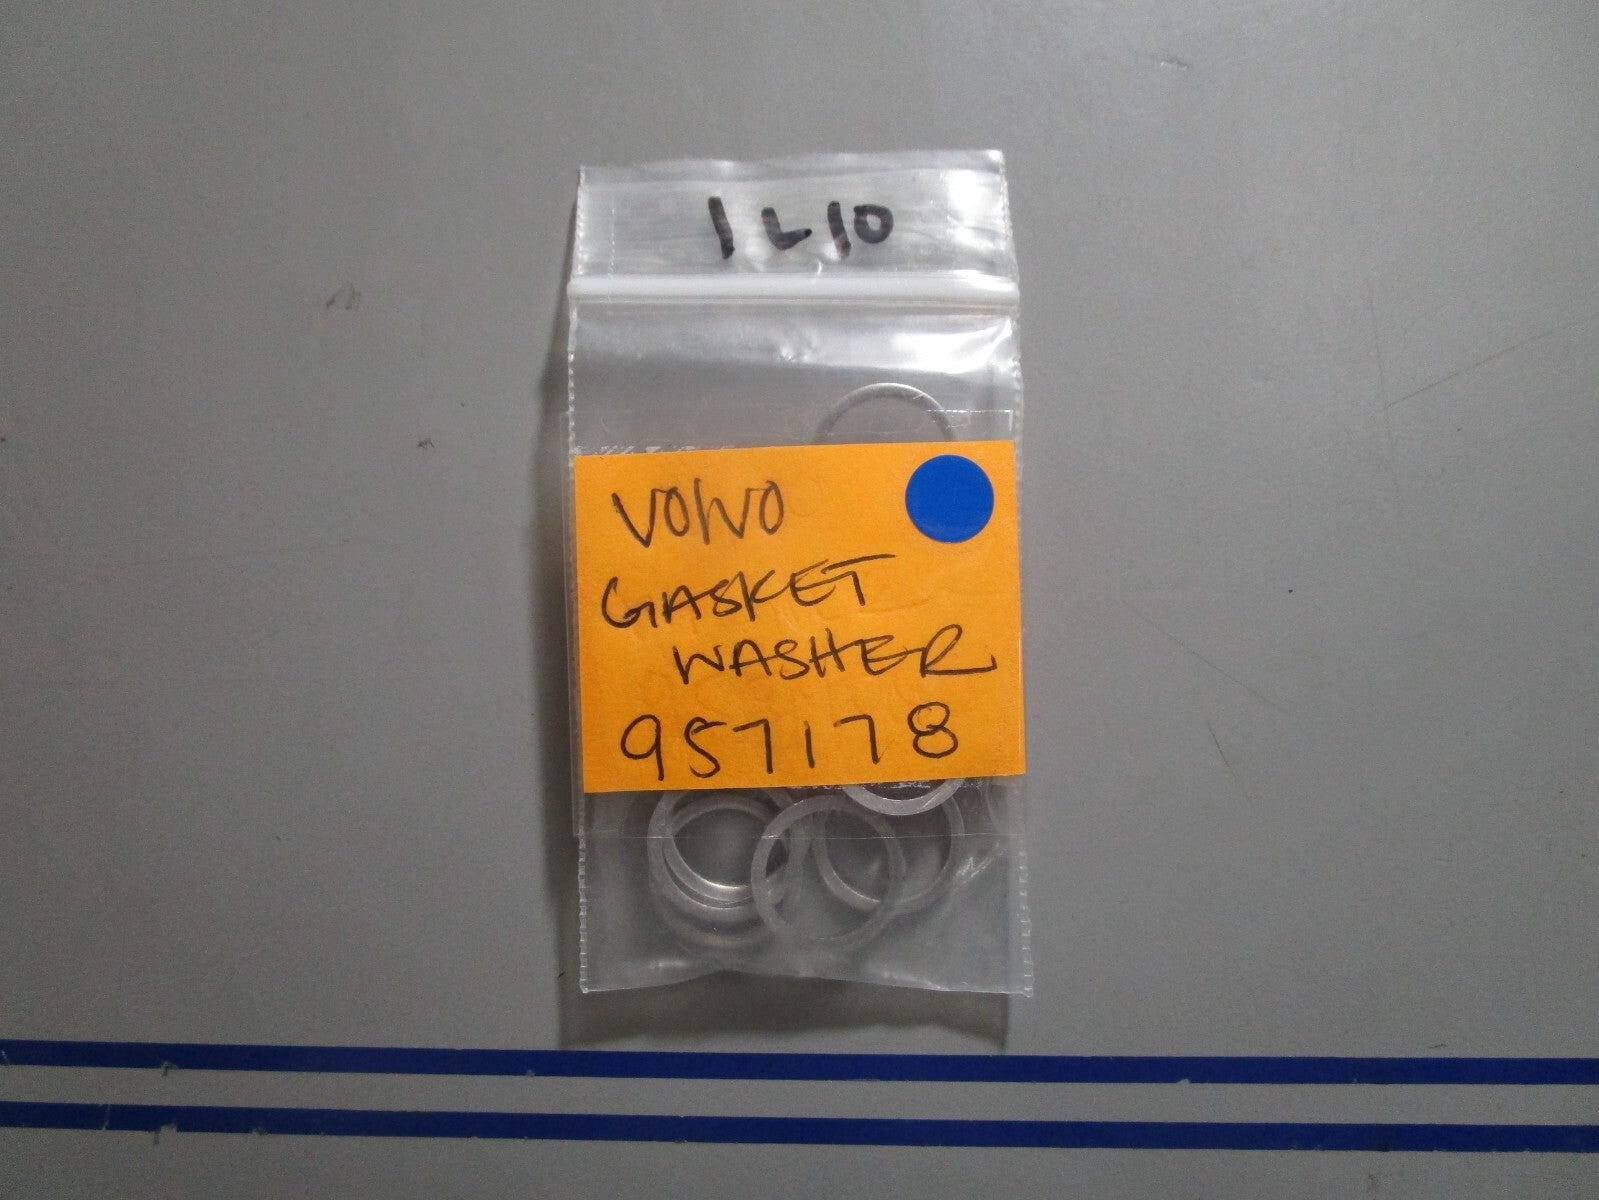 1L10
VOLVO
GASKET
WASHER
957178